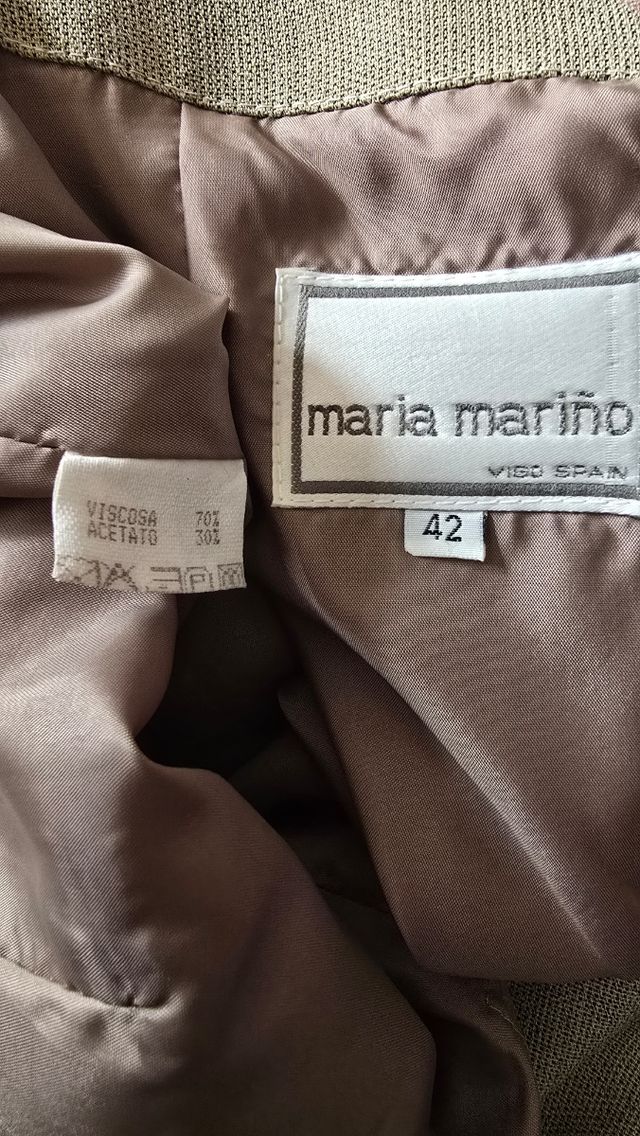 maria mariño
VIGO SPAIN
42
VISCOSA 70%
ACETATO 30%